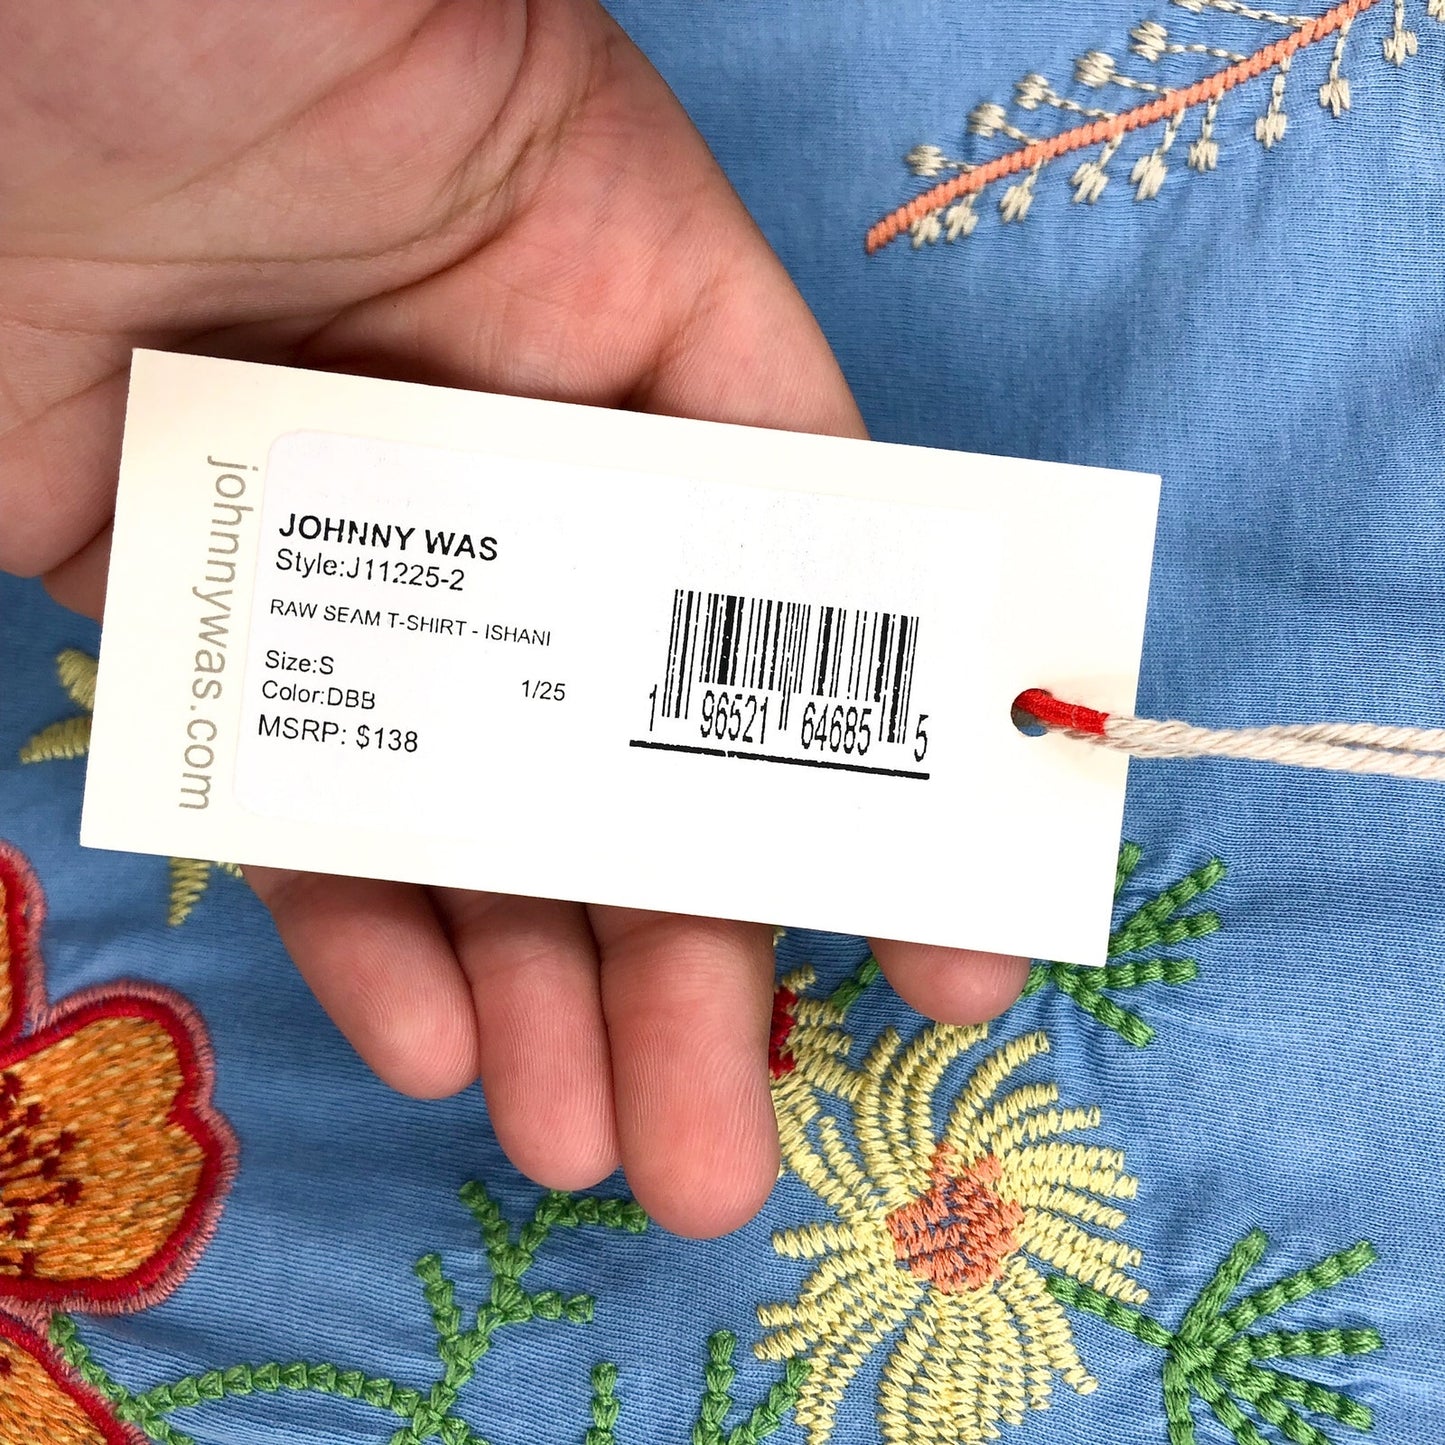 johnnywas.com
JOHNNY WAS
Style:J11225-2
RAW SEAM T-SHIRT - ISHANI
Size:S
Color:DBB 1/25
MSRP: $138
1 96521 64685 5